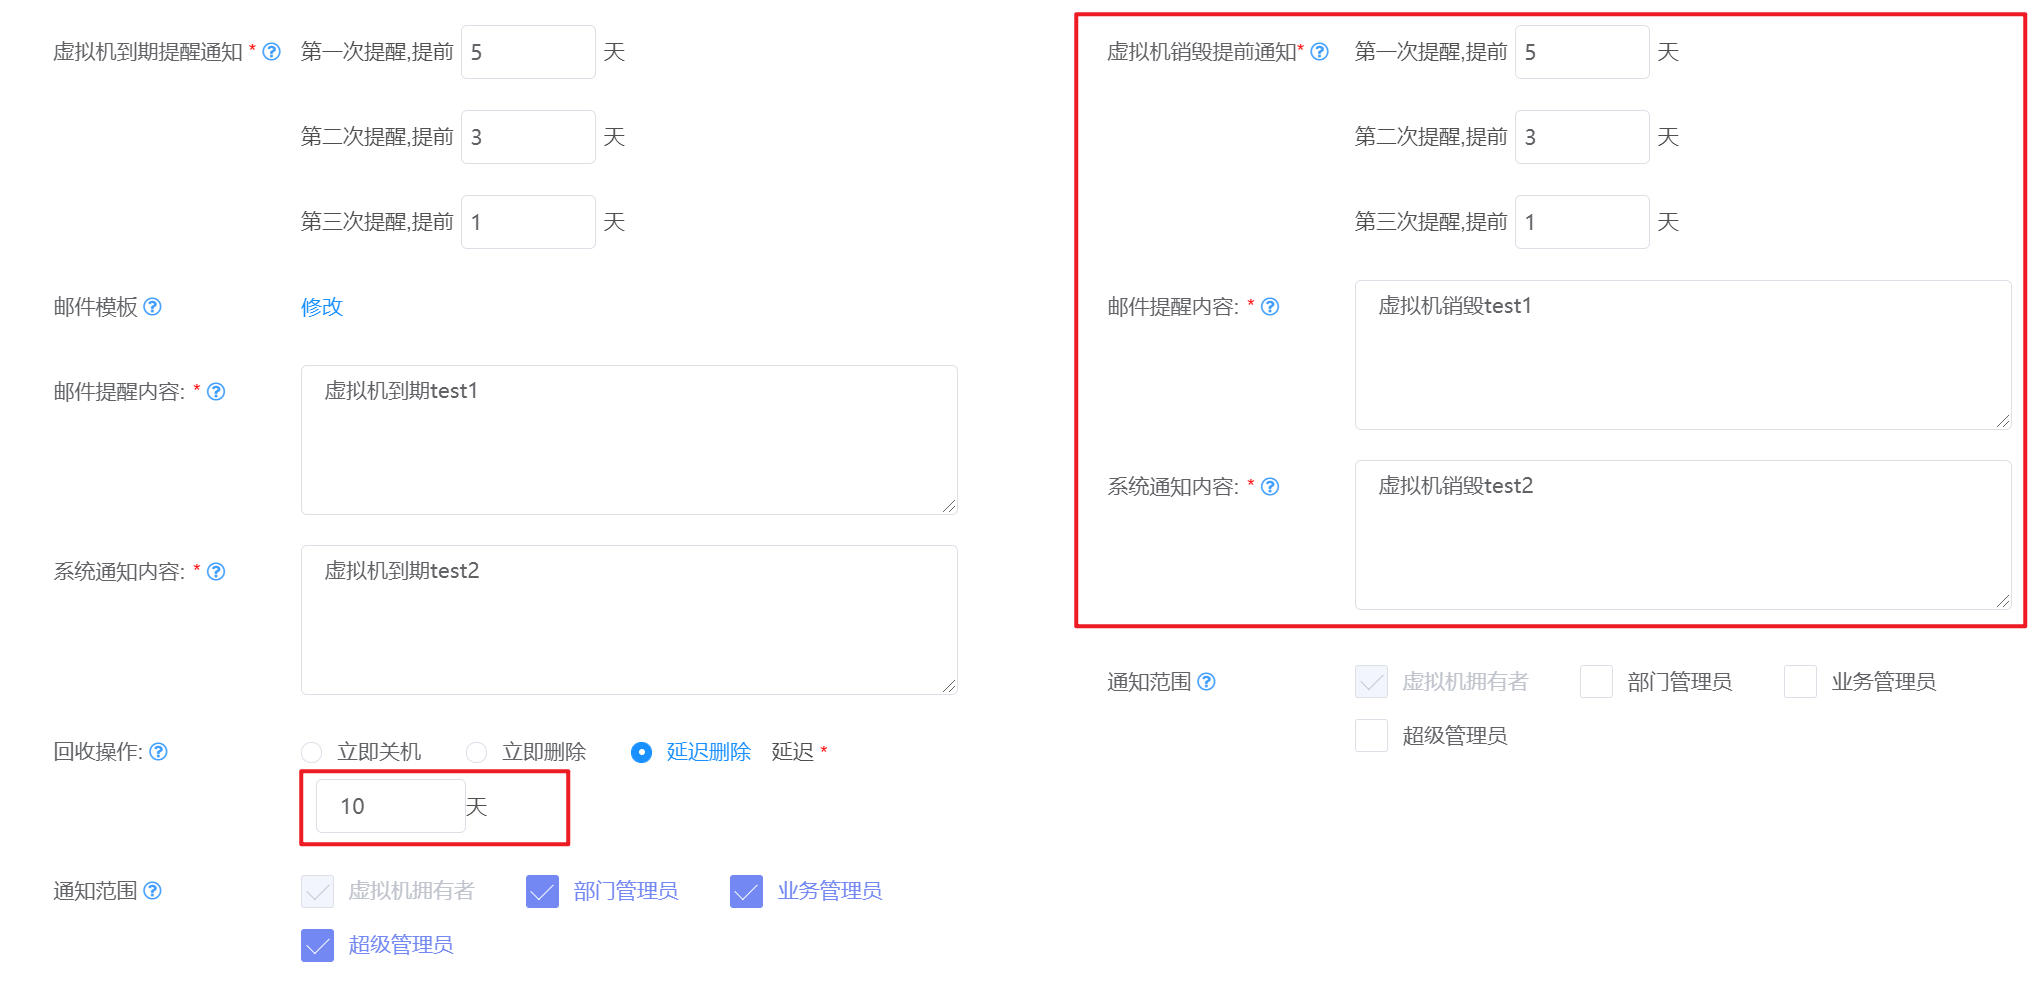 虚拟机到期提醒通知 * 第一次提醒,提前 5 天
第二次提醒,提前 3 天
第三次提醒,提前 1 天
邮件模板 修改
邮件提醒内容: * 虚拟机到期test1
系统通知内容: * 虚拟机到期test2
回收操作: 立即关机 立即删除 延迟删除 延迟 *
10 天
通知范围 虚拟机拥有者 部门管理员 业务管理员
超级管理员
虚拟机销毁提前通知* 第一次提醒,提前 5 天
第二次提醒,提前 3 天
第三次提醒,提前 1 天
邮件提醒内容: * 虚拟机销毁test1
系统通知内容: * 虚拟机销毁test2
通知范围 虚拟机拥有者 部门管理员 业务管理员
超级管理员